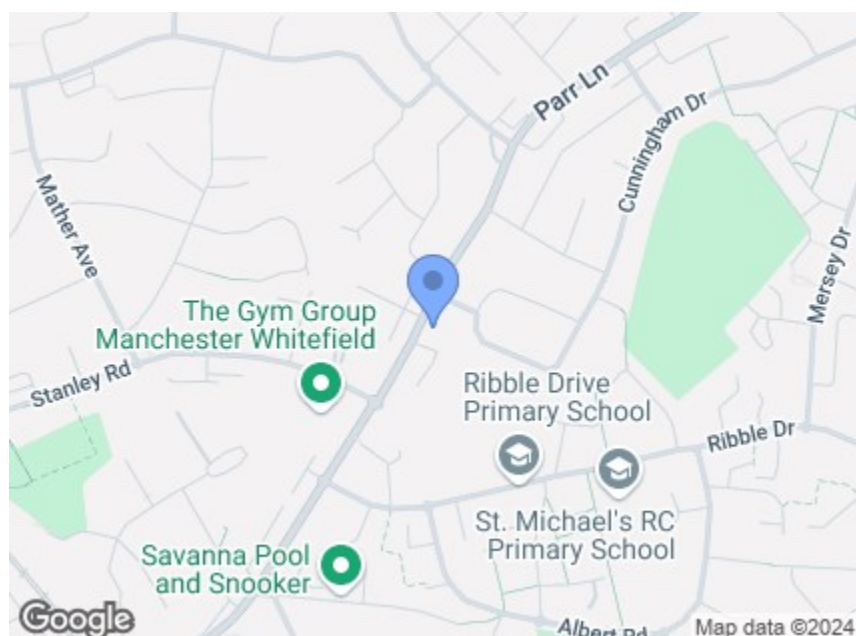 Parr Ln
Cunningham Dr
Mather Ave
Mersey Dr
The Gym Group
Manchester Whitefield
Stanley Rd
Ribble Drive
Primary School
Ribble Dr
St. Michael's RC
Primary School
Savanna Pool
and Snooker
Albert Rd
Google
Map data ©2024